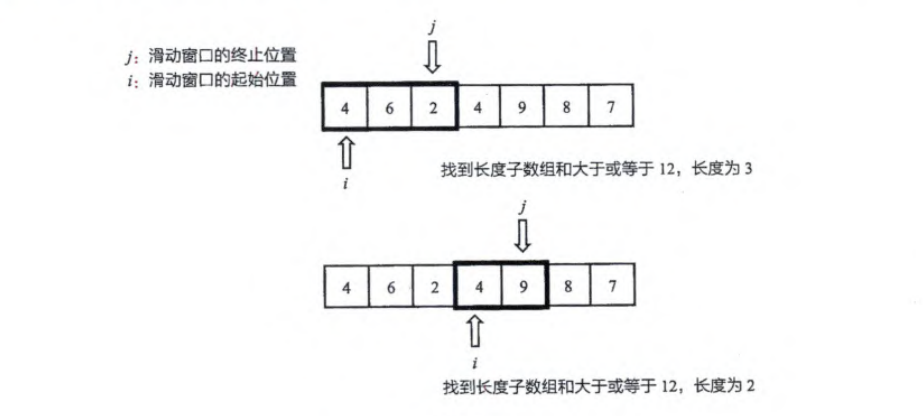 j
j：滑动窗口的终止位置
i：滑动窗口的起始位置
4 6 2 4 9 8 7
i
找到长度子数组和大于或等于 12，长度为 3
j
4 6 2 4 9 8 7
i
找到长度子数组和大于或等于 12，长度为 2